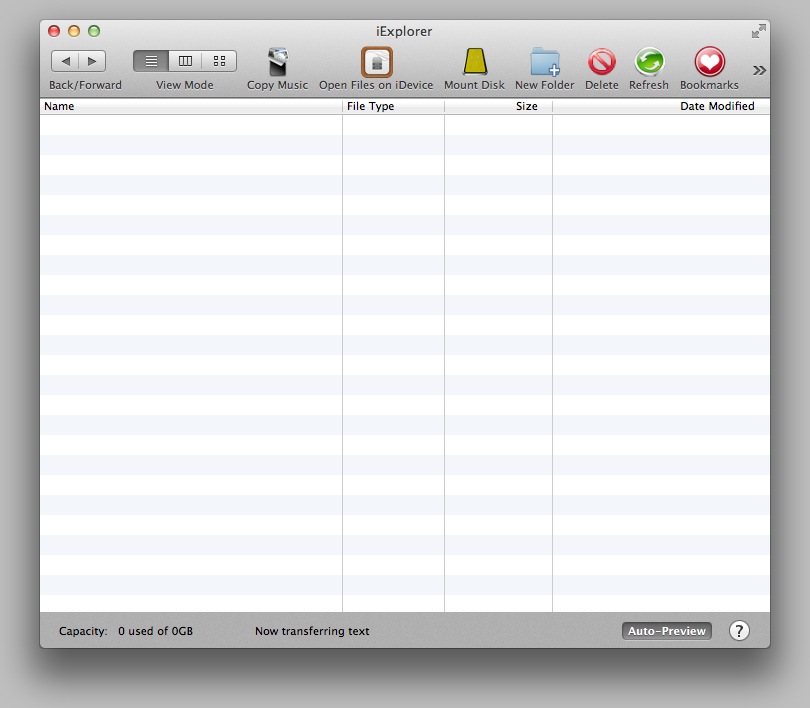 iExplorer
Back/Forward View Mode Copy Music Open Files on iDevice Mount Disk New Folder Delete Refresh Bookmarks
Name File Type Size Date Modified
Capacity: 0 used of 0GB Now transferring text Auto-Preview ?